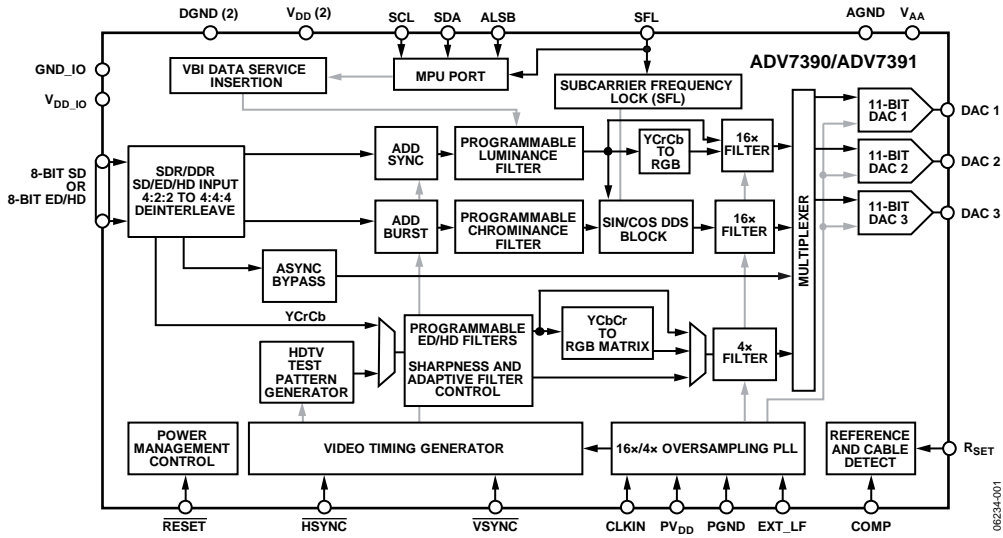 DGND (2)
VDD (2)
SCL
SDA
ALSB
SFL
AGND
VAA
GND_IO
VDD_IO
8-BIT SD
OR
8-BIT ED/HD
ADV7390/ADV7391
VBI DATA SERVICE
INSERTION
MPU PORT
SUBCARRIER FREQUENCY
LOCK (SFL)
SDR/DDR
SD/ED/HD INPUT
4:2:2 TO 4:4:4
DEINTERLEAVE
ADD
SYNC
PROGRAMMABLE
LUMINANCE
FILTER
YCrCb
TO
RGB
16×
FILTER
ADD
BURST
PROGRAMMABLE
CHROMINANCE
FILTER
SIN/COS DDS
BLOCK
16×
FILTER
MULTIPLEXER
11-BIT
DAC 1
DAC 1
11-BIT
DAC 2
DAC 2
11-BIT
DAC 3
DAC 3
ASYNC
BYPASS
YCrCb
HDTV
TEST
PATTERN
GENERATOR
PROGRAMMABLE
ED/HD FILTERS
SHARPNESS AND
ADAPTIVE FILTER
CONTROL
YCbCr
TO
RGB MATRIX
4×
FILTER
POWER
MANAGEMENT
CONTROL
VIDEO TIMING GENERATOR
16×/4× OVERSAMPLING PLL
REFERENCE
AND CABLE
DETECT
RSET
RESET
HSYNC
VSYNC
CLKIN
PVDD
PGND
EXT_LF
COMP
06234-001